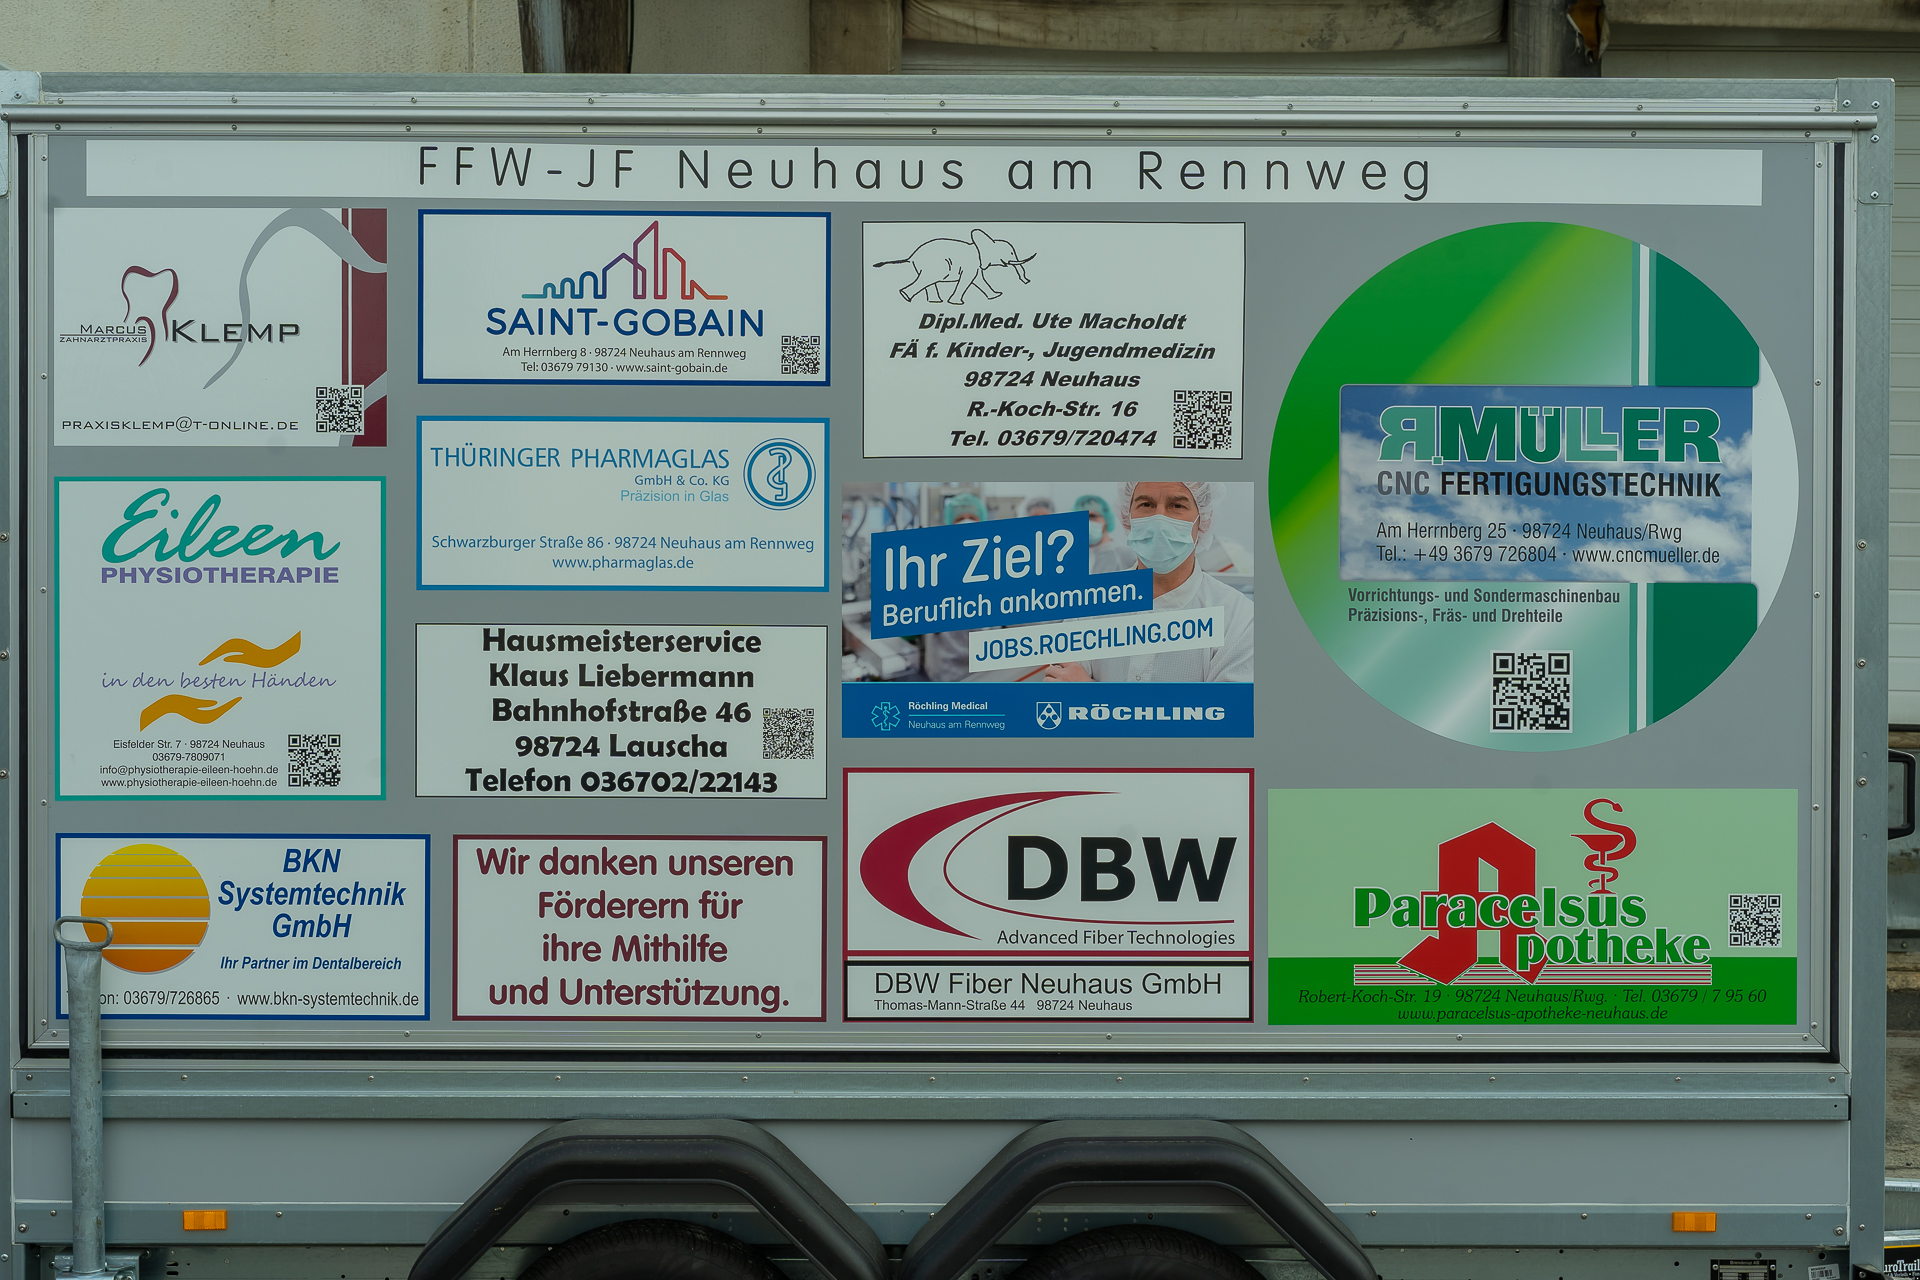 FFW-JF Neuhaus am Rennweg
MARCUS KLEMP
ZAHNARZTPRAXIS
PRAXISKLEMP@T-ONLINE.DE
SAINT-GOBAIN
Am Herrnberg 8 · 98724 Neuhaus am Rennweg
Tel: 03679 79130 · www.saint-gobain.de
Dipl.Med. Ute Macholdt
FÄ f. Kinder-, Jugendmedizin
98724 Neuhaus
R.-Koch-Str. 16
Tel. 03679/720474
R.MÜLLER
CNC FERTIGUNGSTECHNIK
Am Herrnberg 25 · 98724 Neuhaus/Rwg
Tel.: +49 3679 726804 · www.cncmueller.de
Vorrichtungs- und Sondermaschinenbau
Präzisions-, Fräs- und Drehteile
THÜRINGER PHARMAGLAS
GmbH & Co. KG
Präzision in Glas
Schwarzburger Straße 86 · 98724 Neuhaus am Rennweg
www.pharmaglas.de
Eileen
PHYSIOTHERAPIE
in den besten Händen
Eisfelder Str. 7 · 98724 Neuhaus
03679-7809071
info@physiotherapie-eileen-hoehn.de
www.physiotherapie-eileen-hoehn.de
Ihr Ziel?
Beruflich ankommen.
JOBS.ROECHLING.COM
Röchling Medical
Neuhaus am Rennweg
RÖCHLING
Hausmeisterservice
Klaus Liebermann
Bahnhofstraße 46
98724 Lauscha
Telefon 036702/22143
BKN
Systemtechnik
GmbH
Ihr Partner im Dentalbereich
on: 03679/726865 · www.bkn-systemtechnik.de
Wir danken unseren
Förderern für
ihre Mithilfe
und Unterstützung.
DBW
Advanced Fiber Technologies
DBW Fiber Neuhaus GmbH
Thomas-Mann-Straße 44 98724 Neuhaus
Paracelsus
Apotheke
Robert-Koch-Str. 19 · 98724 Neuhaus/Rwg. · Tel. 03679 / 7 95 60
www.paracelsus-apotheke-neuhaus.de